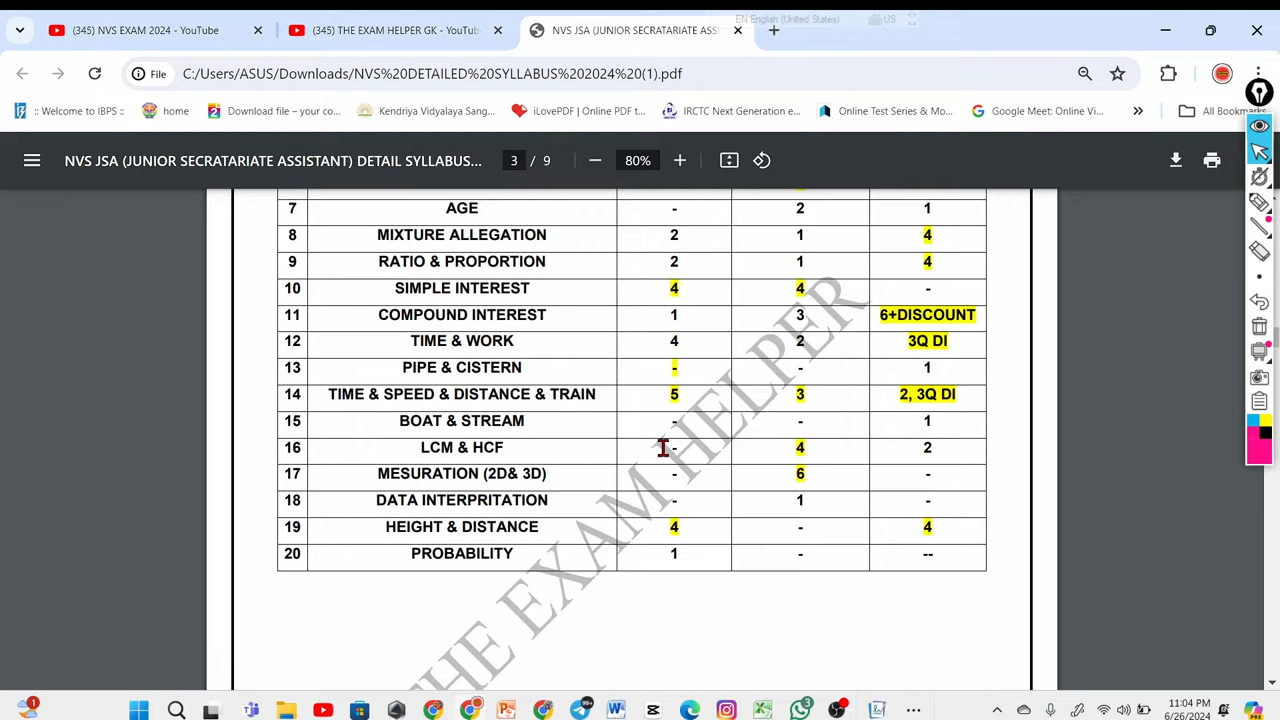 EN English (United States) US
(345) NVS EXAM 2024 - YouTube
(345) THE EXAM HELPER GK - YouTub
NVS JSA (JUNIOR SECRATARIATE ASS
File
C:/Users/ASUS/Downloads/NVS%20DETAILED%20SYLLABUS%202024%20(1).pdf
:: Welcome to IBPS
home
Download file – your co...
Kendriya Vidyalaya Sang...
iLovePDF | Online PDF t...
IRCTC Next Generation e...
Online Test Series & Mo...
Google Meet: Online Vi...
All Bookmarks
NVS JSA (JUNIOR SECRATARIATE ASSISTANT) DETAIL SYLLABUS...
3 / 9
80%
7 AGE - 2 1
8 MIXTURE ALLEGATION 2 1 4
9 RATIO & PROPORTION 2 1 4
10 SIMPLE INTEREST 4 4 -
11 COMPOUND INTEREST 1 3 6+DISCOUNT
12 TIME & WORK 4 2 3Q DI
13 PIPE & CISTERN - - 1
14 TIME & SPEED & DISTANCE & TRAIN 5 3 2, 3Q DI
15 BOAT & STREAM - - 1
16 LCM & HCF - 4 2
17 MESURATION (2D& 3D) - 6 -
18 DATA INTERPRITATION - 1 -
19 HEIGHT & DISTANCE 4 - 4
20 PROBABILITY 1 - --
THE EXAM HELPER
11:04 PM
6/26/2024